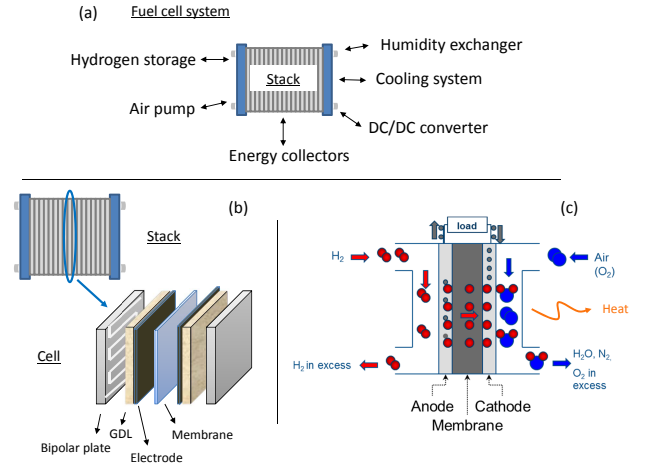 (a)
Fuel cell system
Hydrogen storage
Humidity exchanger
Stack
Cooling system
Air pump
DC/DC converter
Energy collectors
(b)
Stack
Cell
Bipolar plate
GDL
Electrode
Membrane
(c)
load
H₂
Air
(O₂)
Heat
H₂ in excess
H₂O, N₂,
O₂ in
excess
Anode
Cathode
Membrane